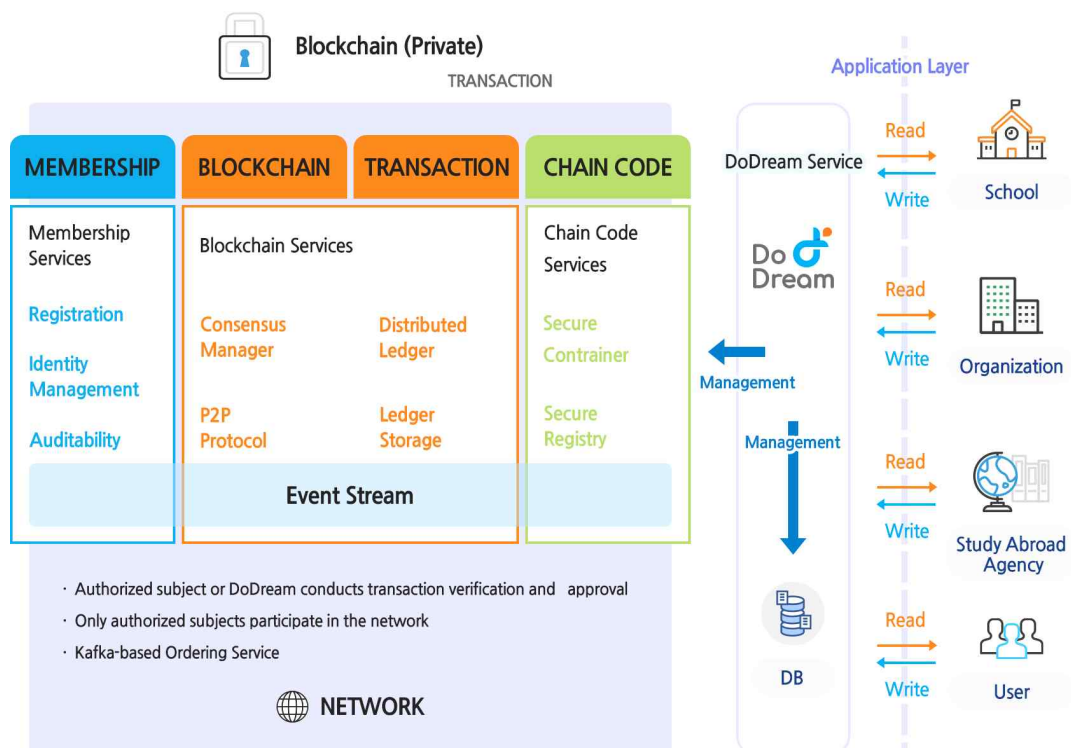 Blockchain (Private)
TRANSACTION
MEMBERSHIP
BLOCKCHAIN
TRANSACTION
CHAIN CODE
Membership
Services
Registration
Identity
Management
Auditability
Blockchain Services
Consensus
Manager
Distributed
Ledger
P2P
Protocol
Ledger
Storage
Chain Code
Services
Secure
Contrainer
Secure
Registry
Event Stream
· Authorized subject or DoDream conducts transaction verification and approval
· Only authorized subjects participate in the network
· Kafka-based Ordering Service
NETWORK
DoDream Service
Do d
Dream
Management
Management
DB
Application Layer
Read
Write
School
Read
Write
Organization
Read
Write
Study Abroad
Agency
Read
Write
User